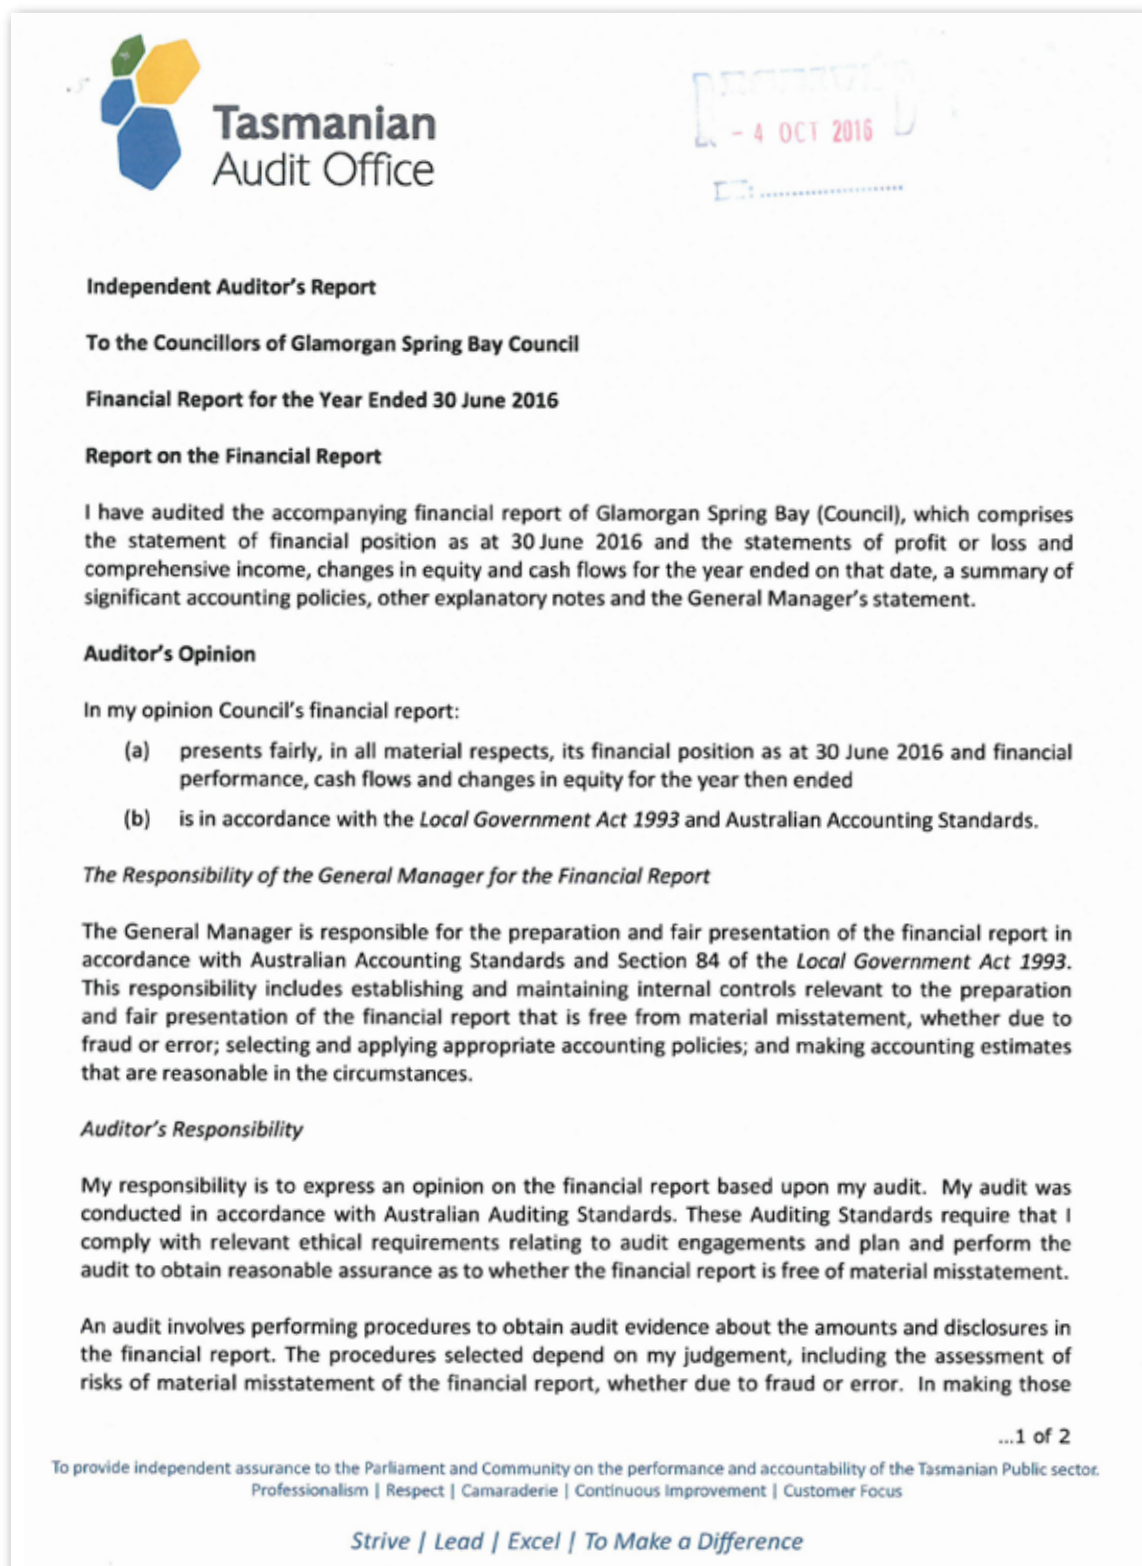 Tasmanian
Audit Office
- 4 OCT 2016
Independent Auditor's Report
To the Councillors of Glamorgan Spring Bay Council
Financial Report for the Year Ended 30 June 2016
Report on the Financial Report
I have audited the accompanying financial report of Glamorgan Spring Bay (Council), which comprises
the statement of financial position as at 30 June 2016 and the statements of profit or loss and
comprehensive income, changes in equity and cash flows for the year ended on that date, a summary of
significant accounting policies, other explanatory notes and the General Manager's statement.
Auditor's Opinion
In my opinion Council's financial report:
(a) presents fairly, in all material respects, its financial position as at 30 June 2016 and financial
performance, cash flows and changes in equity for the year then ended
(b) is in accordance with the Local Government Act 1993 and Australian Accounting Standards.
The Responsibility of the General Manager for the Financial Report
The General Manager is responsible for the preparation and fair presentation of the financial report in
accordance with Australian Accounting Standards and Section 84 of the Local Government Act 1993.
This responsibility includes establishing and maintaining internal controls relevant to the preparation
and fair presentation of the financial report that is free from material misstatement, whether due to
fraud or error; selecting and applying appropriate accounting policies; and making accounting estimates
that are reasonable in the circumstances.
Auditor's Responsibility
My responsibility is to express an opinion on the financial report based upon my audit. My audit was
conducted in accordance with Australian Auditing Standards. These Auditing Standards require that I
comply with relevant ethical requirements relating to audit engagements and plan and perform the
audit to obtain reasonable assurance as to whether the financial report is free of material misstatement.
An audit involves performing procedures to obtain audit evidence about the amounts and disclosures in
the financial report. The procedures selected depend on my judgement, including the assessment of
risks of material misstatement of the financial report, whether due to fraud or error. In making those
...1 of 2
To provide independent assurance to the Parliament and Community on the performance and accountability of the Tasmanian Public sector.
Professionalism | Respect | Camaraderie | Continuous Improvement | Customer Focus
Strive | Lead | Excel | To Make a Difference